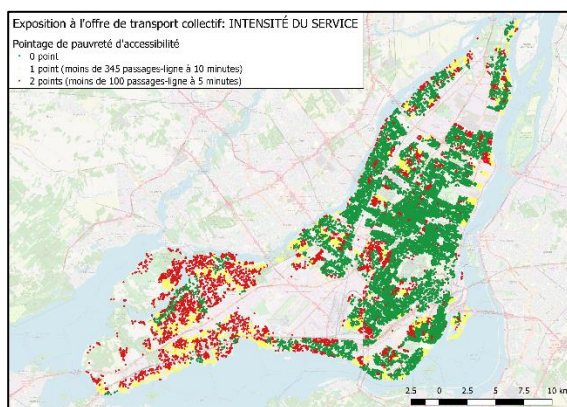 Exposition à l'offre de transport collectif: INTENSITÉ DU SERVICE
Pointage de pauvreté d'accessibilité
0 point
1 point (moins de 345 passages-ligne à 10 minutes)
2 points (moins de 100 passages-ligne à 5 minutes)
2.5 0 2.5 5 7.5 10 km